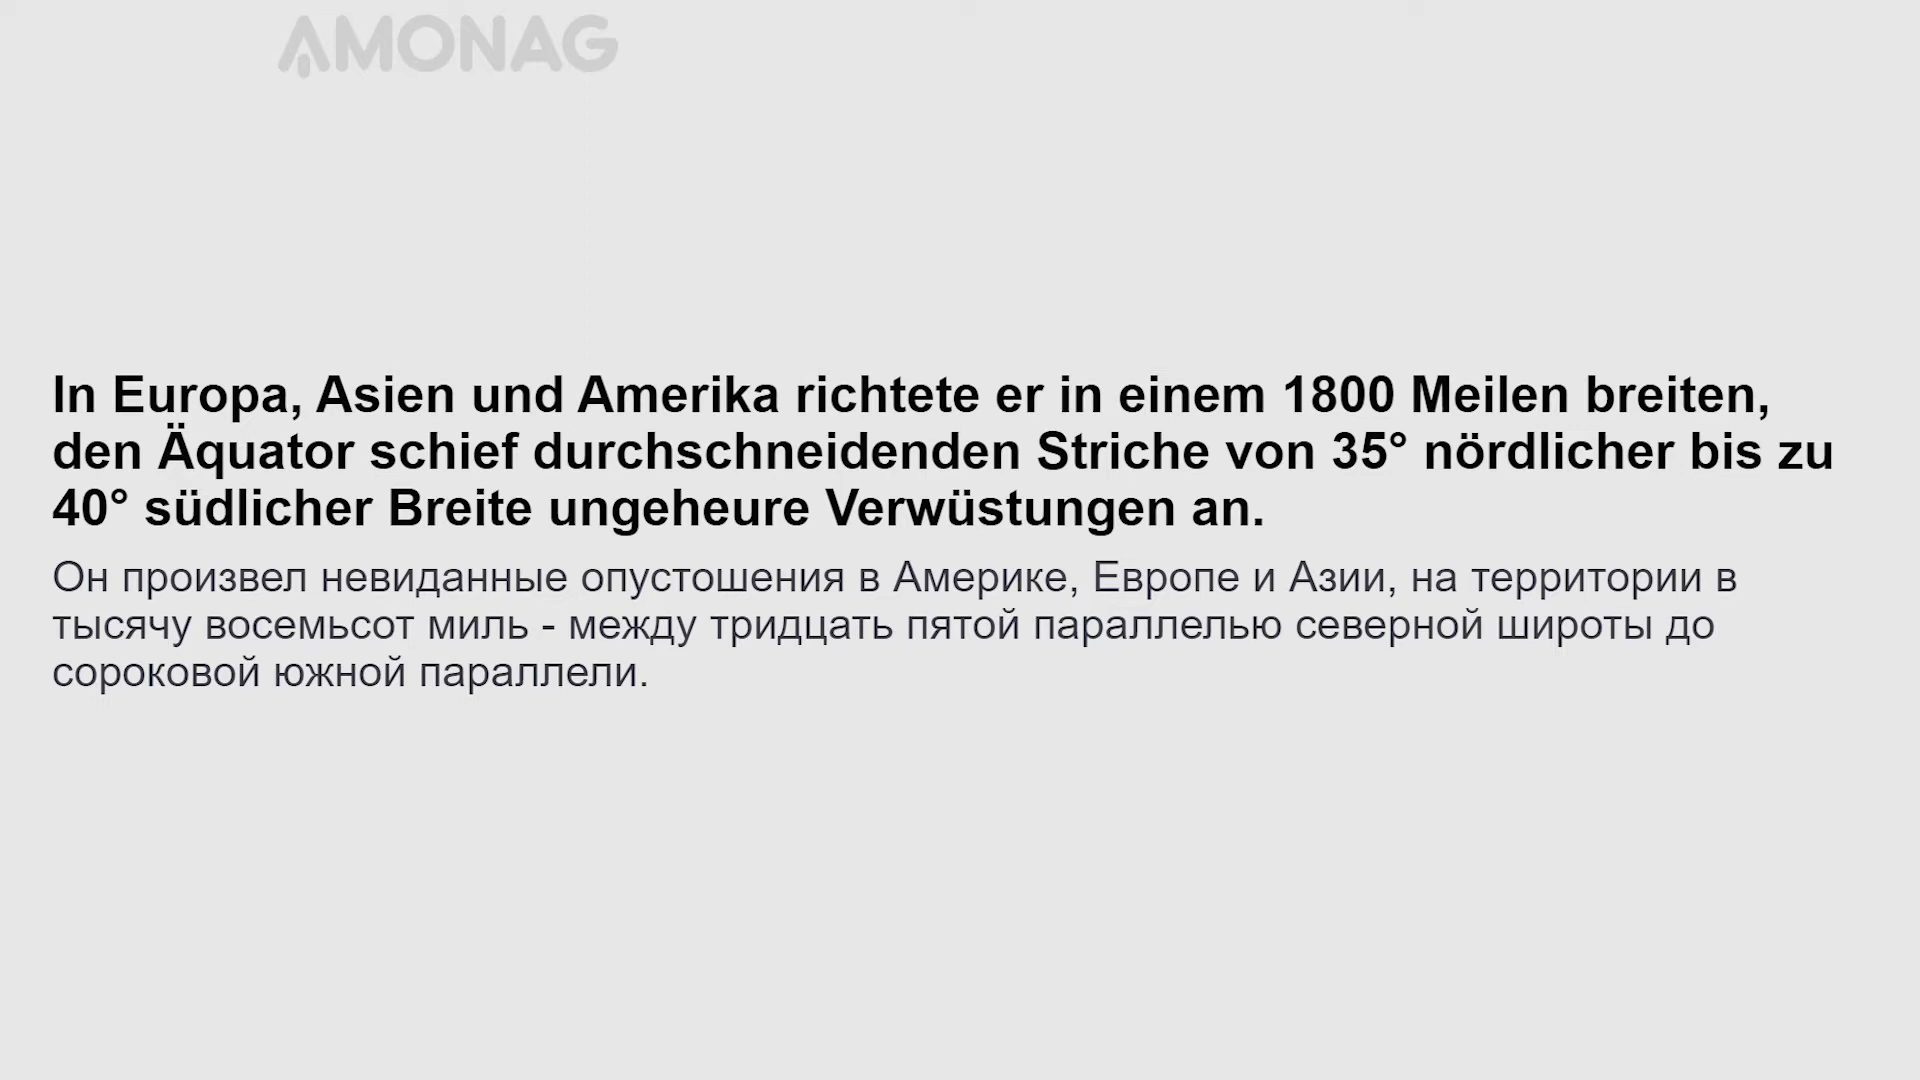 AMONAG
In Europa, Asien und Amerika richtete er in einem 1800 Meilen breiten,
den Äquator schief durchschneidenden Striche von 35° nördlicher bis zu
40° südlicher Breite ungeheure Verwüstungen an.
Он произвел невиданные опустошения в Америке, Европе и Азии, на территории в
тысячу восемьсот миль - между тридцать пятой параллелью северной широты до
сороковой южной параллели.